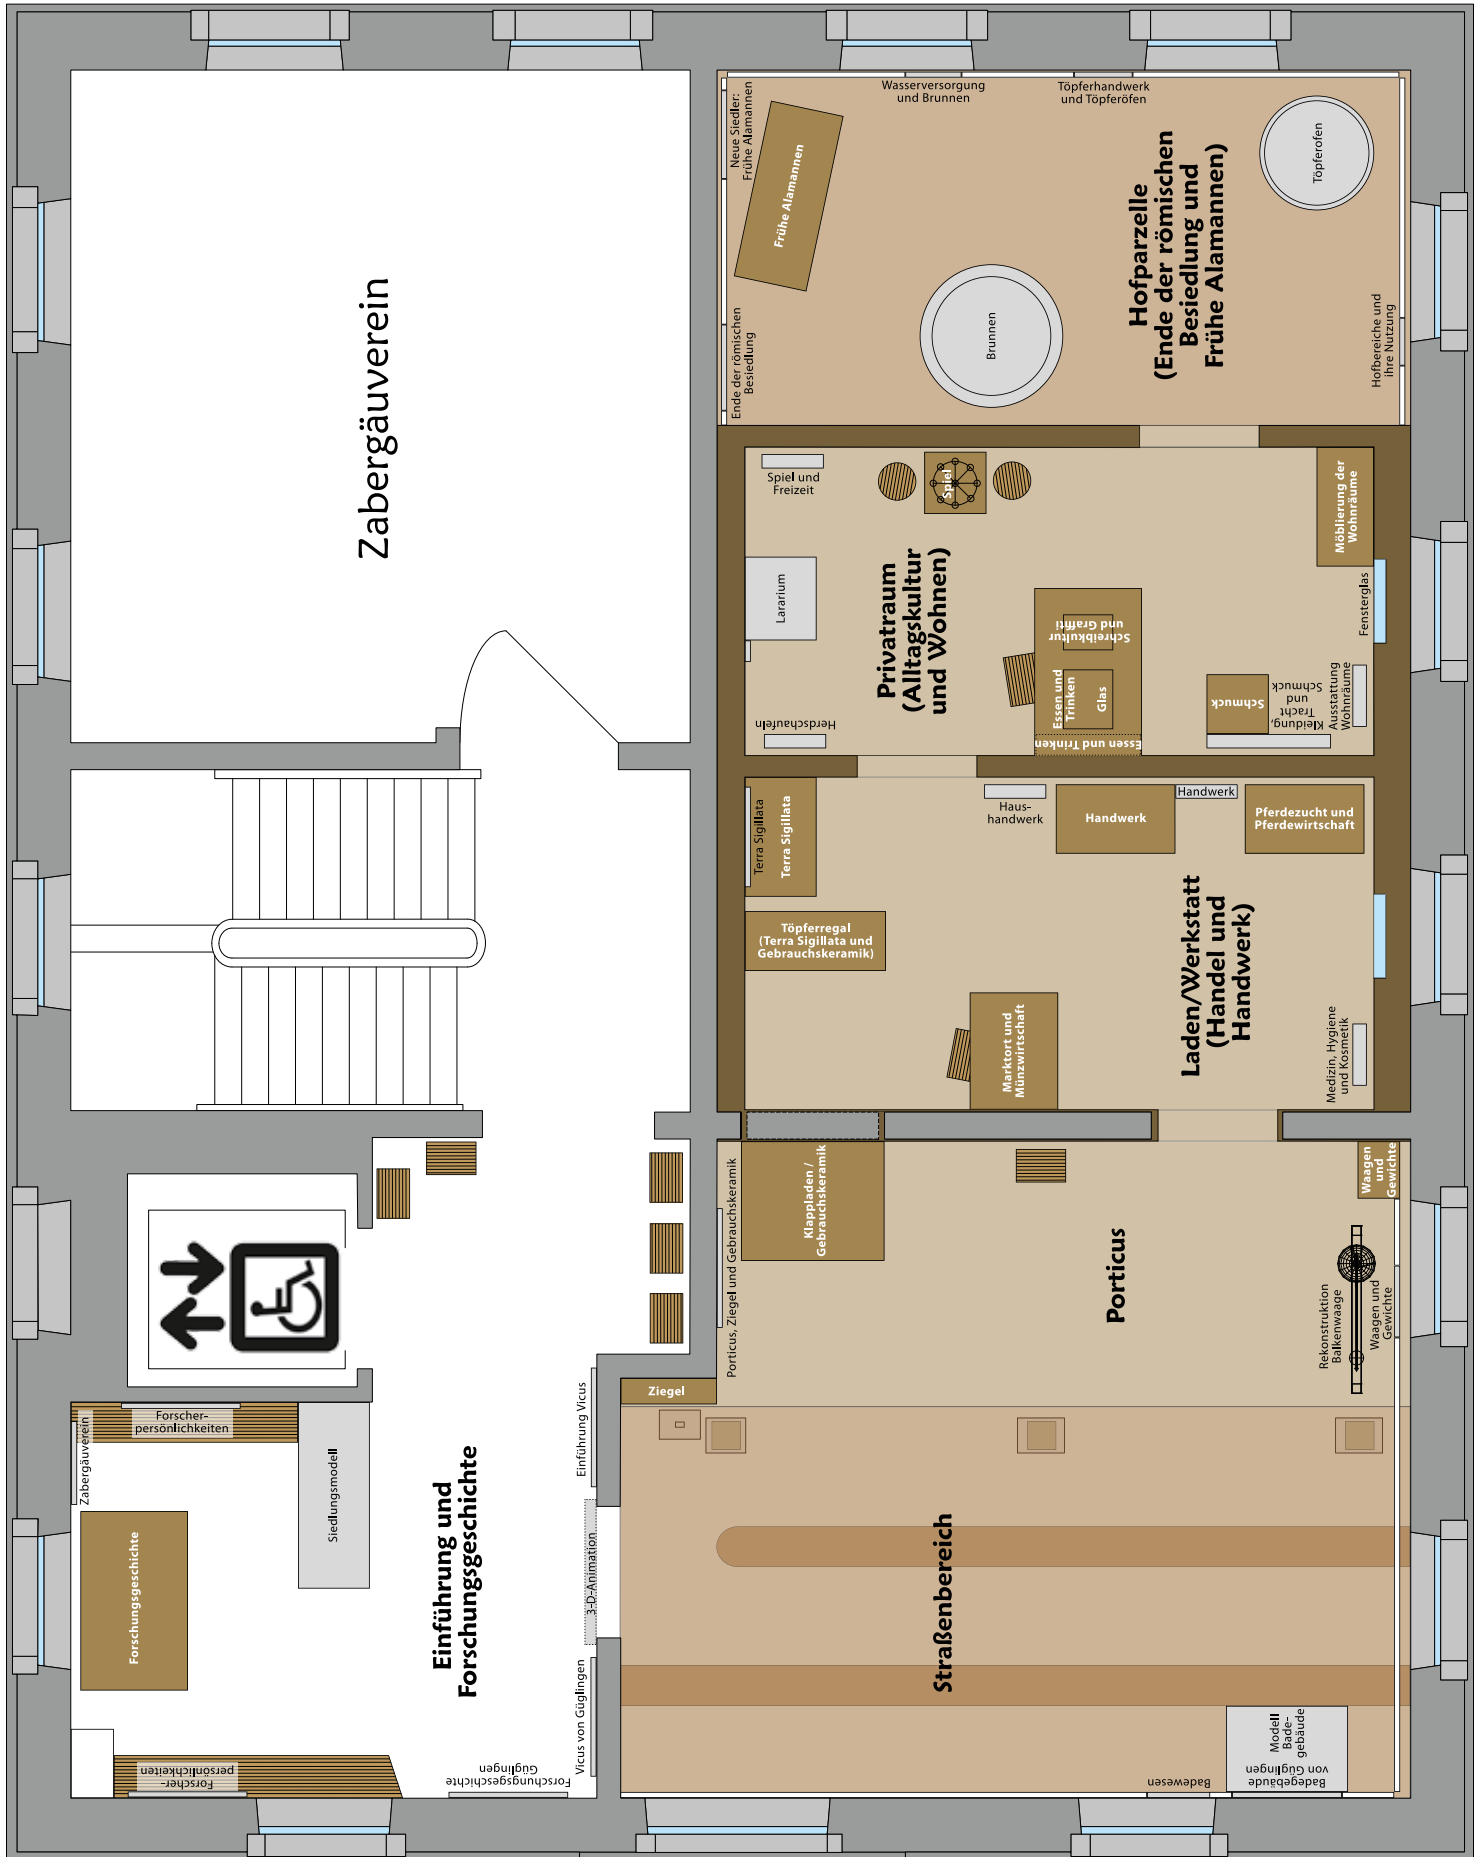 Zabergäuverein
Wasserversorgung
und Brunnen
Töpferhandwerk
und Töpferöfen
Neue Siedler:
Frühe Alamannen
Frühe Alamannen
Töpferofen
Brunnen
Hofparzelle
(Ende der römischen
Besiedlung und
Frühe Alamannen)
Ende der römischen
Besiedlung
Hofbereiche und
ihre Nutzung
Spiel und
Freizeit
Spiel
Möblierung der
Wohnräume
Lararium
Privatraum
(Alltagskultur
und Wohnen)
Schreibkultur
und Graffiti
Fensterglas
Essen und
Trinken
Glas
Essen und Trinken
Herdschaufeln
Schmuck
Kleidung,
Tracht
und
Schmuck
Ausstattung
Wohnräume
Terra Sigillata
Terra Sigillata
Haus-
handwerk
Handwerk
Handwerk
Pferdezucht und
Pferdewirtschaft
Töpferregal
(Terra Sigillata und
Gebrauchskeramik)
Laden/Werkstatt
(Handel und
Handwerk)
Marktort und
Münzwirtschaft
Medizin, Hygiene
und Kosmetik
Porticus, Ziegel und Gebrauchskeramik
Klappladen /
Gebrauchskeramik
Waagen
und
Gewichte
Porticus
Rekonstruktion
Balkenwaage
Waagen und
Gewichte
Ziegel
Forscher-
persönlichkeiten
Zabergäuverein
Siedlungsmodell
Einführung Vicus
Einführung und
Forschungsgeschichte
Forschungsgeschichte
3-D-Animation
Straßenbereich
Vicus von Güglingen
Forscher-
persönlichkeiten
Forschungsgeschichte
Güglingen
Badewesen
Modell
Bade-
gebäude
Badegebäude
von Güglingen